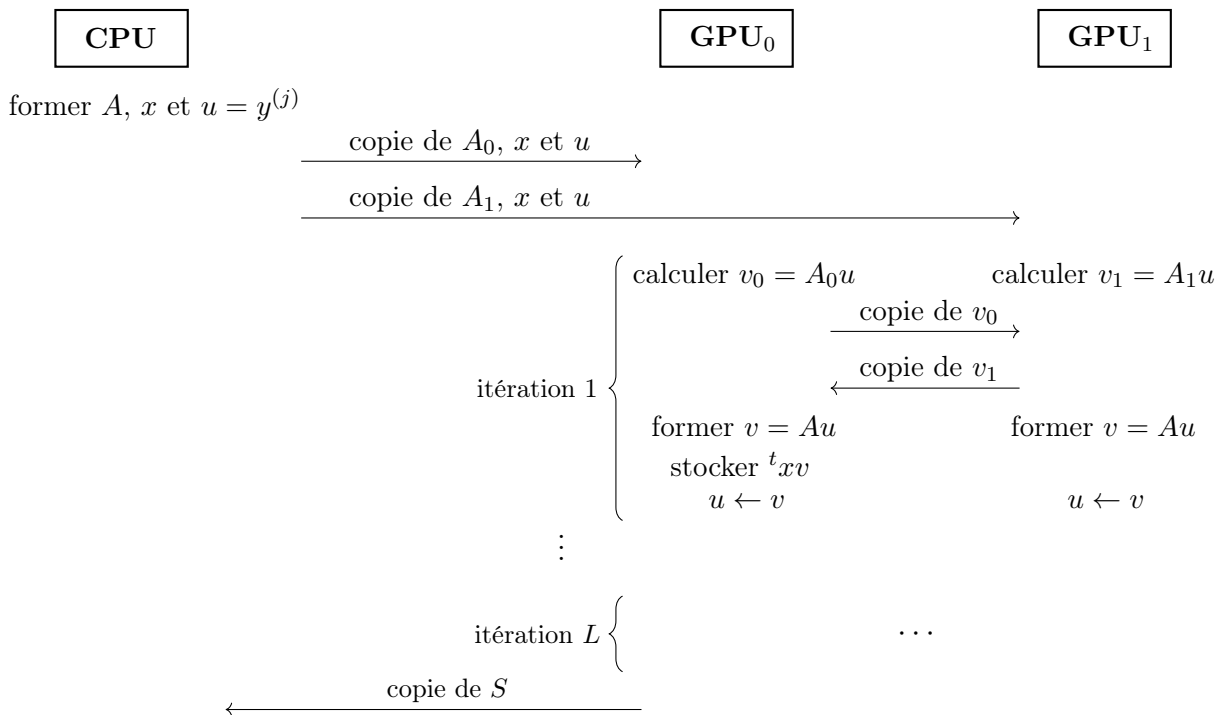 CPU GPU₀ GPU₁
former A, x et u = y⁽ʲ⁾
copie de A₀, x et u
copie de A₁, x et u
calculer v₀ = A₀u calculer v₁ = A₁u
copie de v₀
copie de v₁
itération 1
former v = Au former v = Au
stocker ᵗxv
u ← v u ← v
⋮
itération L ···
copie de S